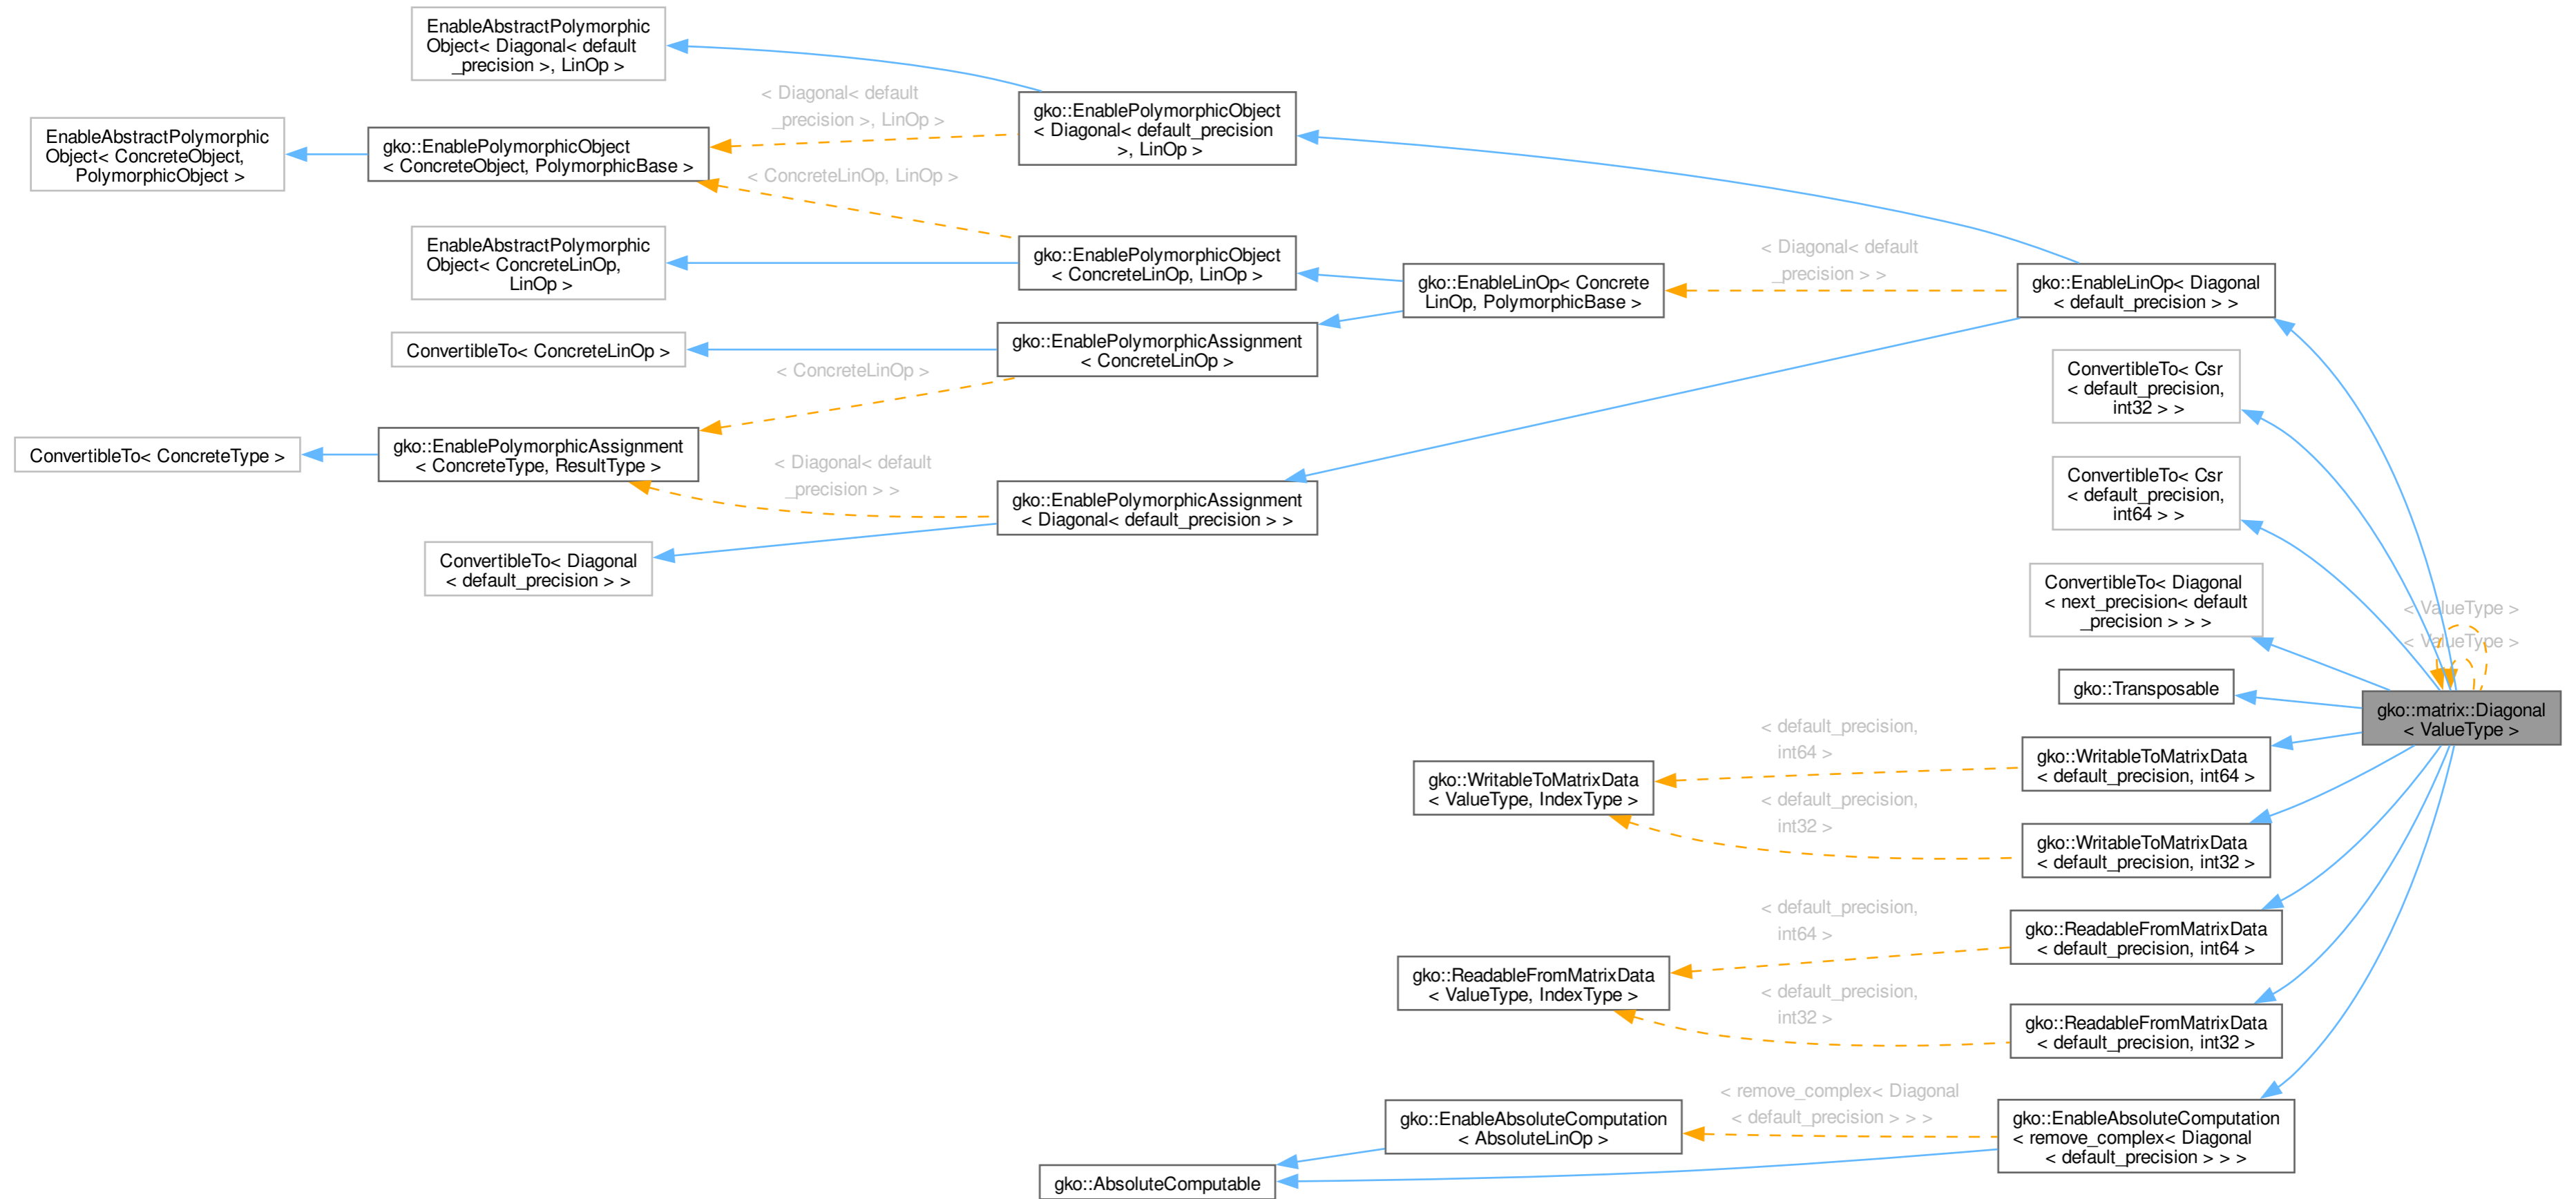 EnableAbstractPolymorphic
Object< Diagonal< default
_precision >, LinOp >
< Diagonal< default
_precision >, LinOp >
gko::EnablePolymorphicObject
< Diagonal< default_precision
>, LinOp >
EnableAbstractPolymorphic
Object< ConcreteObject,
PolymorphicObject >
gko::EnablePolymorphicObject
< ConcreteObject, PolymorphicBase >
< ConcreteLinOp, LinOp >
EnableAbstractPolymorphic
Object< ConcreteLinOp,
LinOp >
gko::EnablePolymorphicObject
< ConcreteLinOp, LinOp >
gko::EnableLinOp< Concrete
LinOp, PolymorphicBase >
< Diagonal< default
_precision > >
gko::EnableLinOp< Diagonal
< default_precision > >
ConvertibleTo< ConcreteLinOp >
gko::EnablePolymorphicAssignment
< ConcreteLinOp >
< ConcreteLinOp >
ConvertibleTo< Csr
< default_precision,
int32 > >
ConvertibleTo< ConcreteType >
gko::EnablePolymorphicAssignment
< ConcreteType, ResultType >
< Diagonal< default
_precision > >
gko::EnablePolymorphicAssignment
< Diagonal< default_precision > >
ConvertibleTo< Csr
< default_precision,
int64 > >
ConvertibleTo< Diagonal
< default_precision > >
ConvertibleTo< Diagonal
< next_precision< default
_precision > > >
< ValueType >
< ValueType >
gko::Transposable
gko::matrix::Diagonal
< ValueType >
< default_precision,
int64 >
gko::WritableToMatrixData
< default_precision, int64 >
gko::WritableToMatrixData
< ValueType, IndexType >
< default_precision,
int32 >
gko::WritableToMatrixData
< default_precision, int32 >
< default_precision,
int64 >
gko::ReadableFromMatrixData
< default_precision, int64 >
gko::ReadableFromMatrixData
< ValueType, IndexType >
< default_precision,
int32 >
gko::ReadableFromMatrixData
< default_precision, int32 >
< remove_complex< Diagonal
< default_precision > > >
gko::EnableAbsoluteComputation
< AbsoluteLinOp >
gko::EnableAbsoluteComputation
< remove_complex< Diagonal
< default_precision > > >
gko::AbsoluteComputable